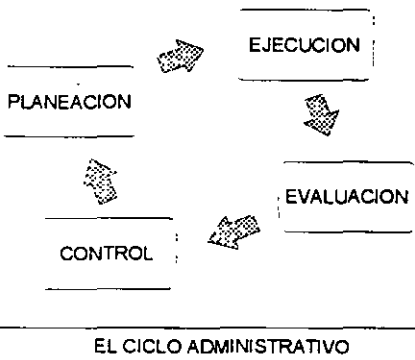 EJECUCION
PLANEACION
EVALUACION
CONTROL
EL CICLO ADMINISTRATIVO